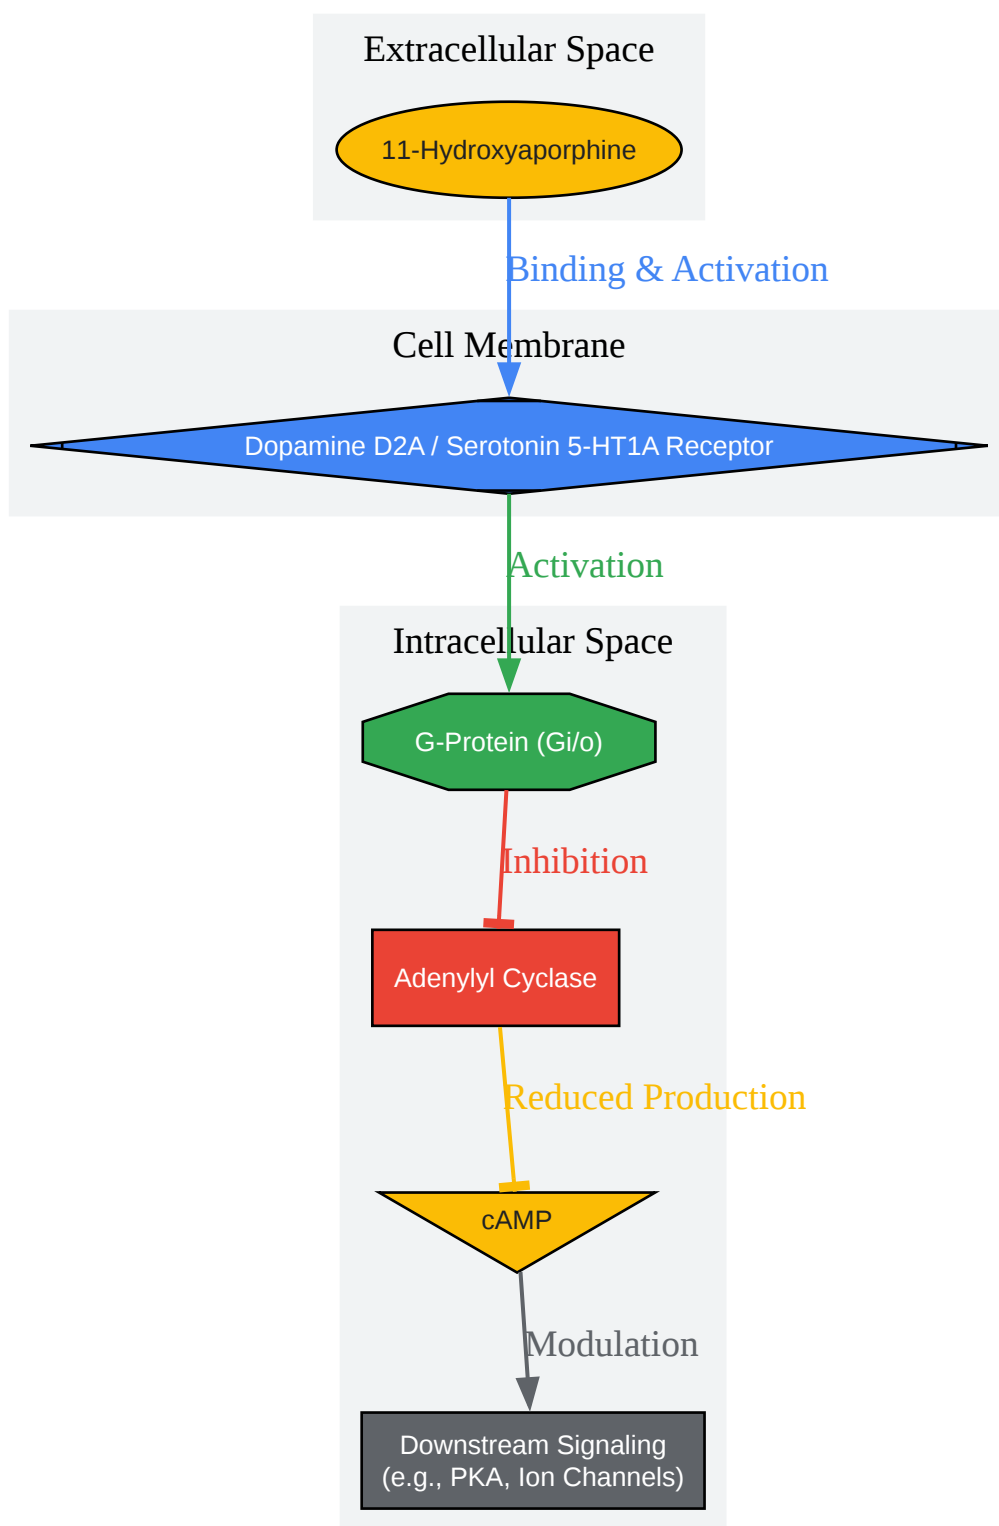 Extracellular Space
11-Hydroxyaporphine
Binding & Activation
Cell Membrane
Dopamine D2A / Serotonin 5-HT1A Receptor
Activation
Intracellular Space
G-Protein (Gi/o)
Inhibition
Adenylyl Cyclase
Reduced Production
cAMP
Modulation
Downstream Signaling
(e.g., PKA, Ion Channels)